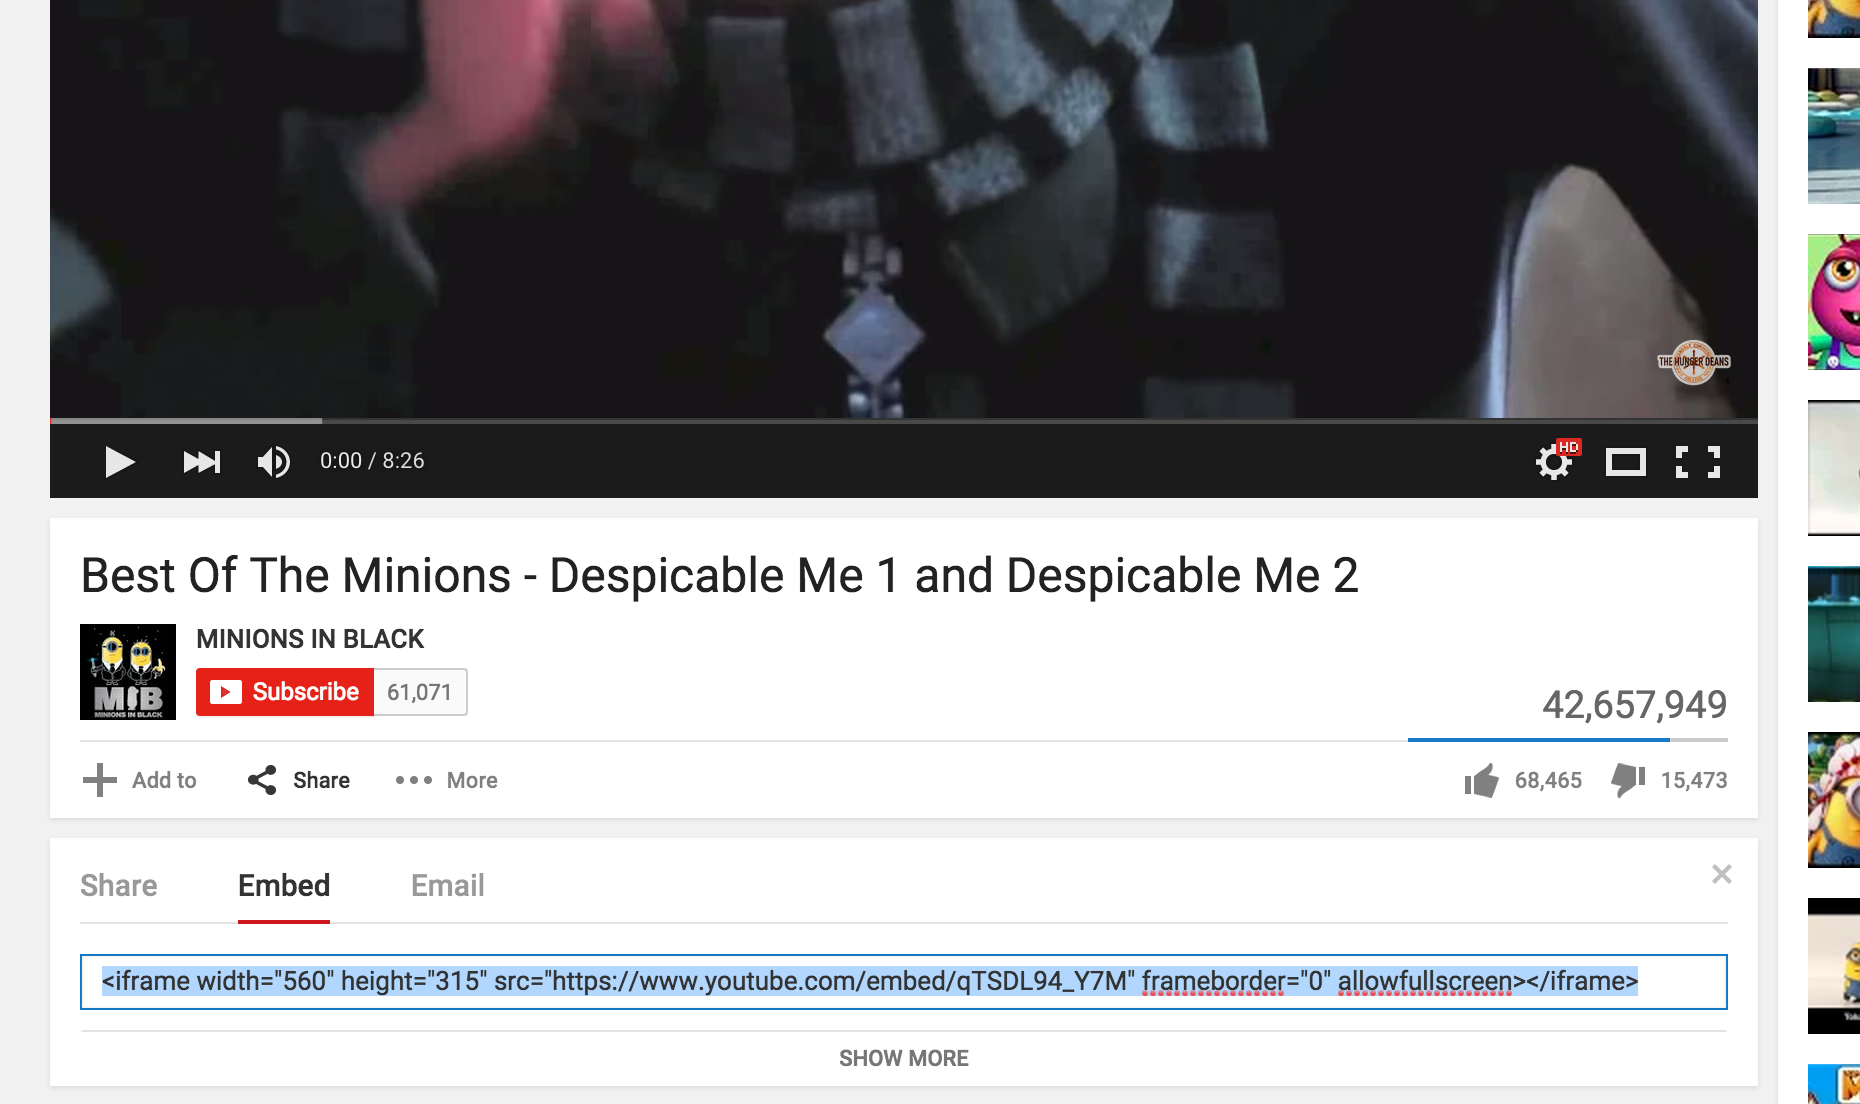 THE HUNGER DEANS
HD
0:00 / 8:26
Best Of The Minions - Despicable Me 1 and Despicable Me 2
MINIONS IN BLACK
MIB
MINIONS IN BLACK
Subscribe
61,071
42,657,949
Add to
Share
More
68,465
15,473
Share
Embed
Email
<iframe width="560" height="315" src="https://www.youtube.com/embed/qTSDL94_Y7M" frameborder="0" allowfullscreen></iframe>
SHOW MORE